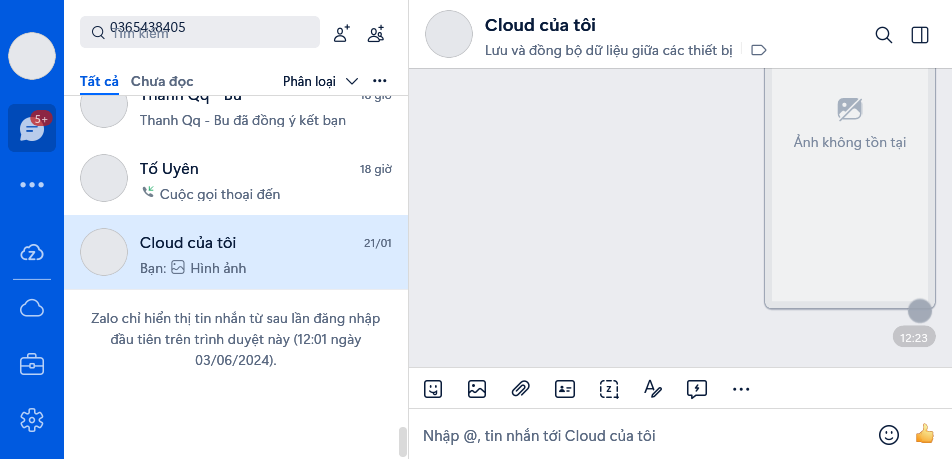 0365438405
Tìm kiếm
Tất cả
Chưa đọc
Phân loại
5+
Thanh Qq - Bu
18 giờ
Thanh Qq - Bu đã đồng ý kết bạn
Tố Uyên
18 giờ
Cuộc gọi thoại đến
Cloud của tôi
21/01
Bạn: Hình ảnh
Zalo chỉ hiển thị tin nhắn từ sau lần đăng nhập
đầu tiên trên trình duyệt này (12:01 ngày
03/06/2024).
Cloud của tôi
Lưu và đồng bộ dữ liệu giữa các thiết bị
Ảnh không tồn tại
12:23
Nhập @, tin nhắn tới Cloud của tôi